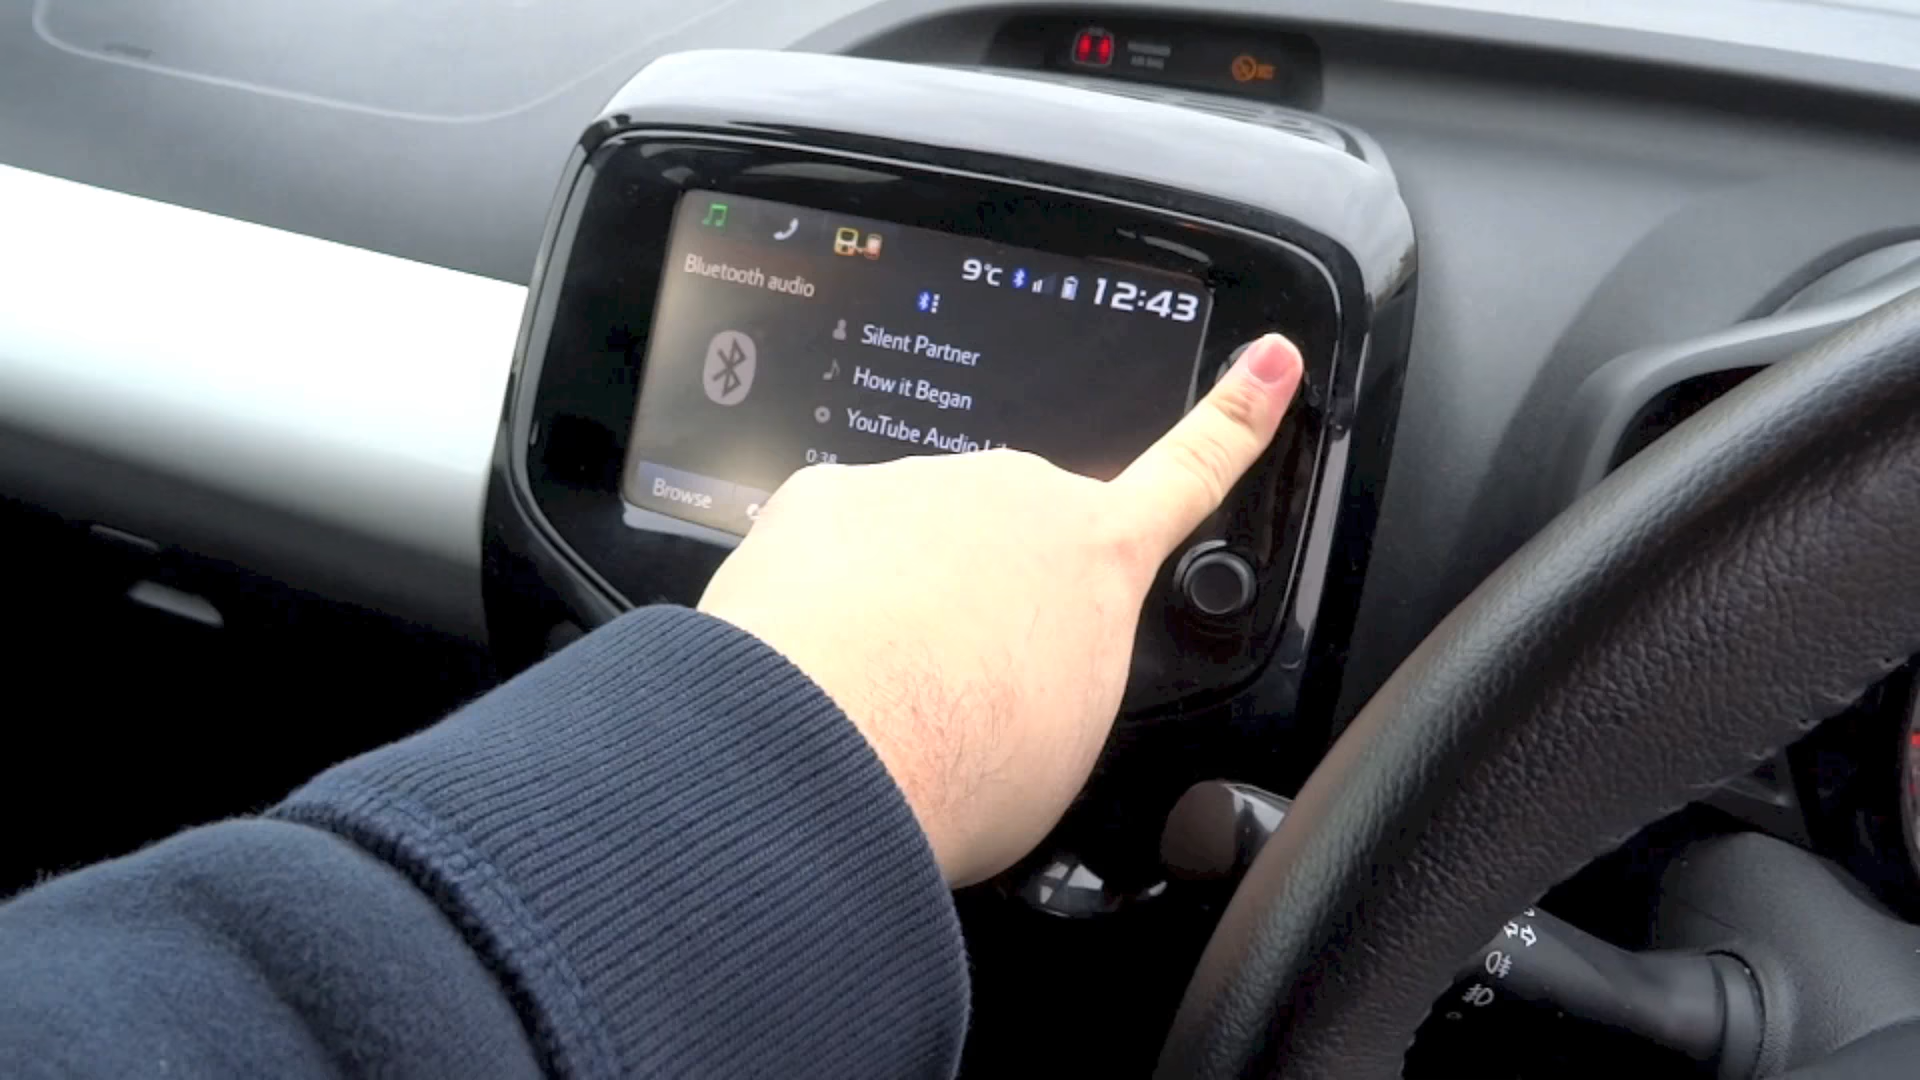 9°C 12:43
Bluetooth audio
Silent Partner
How it Began
YouTube Audio
0:38
Browse